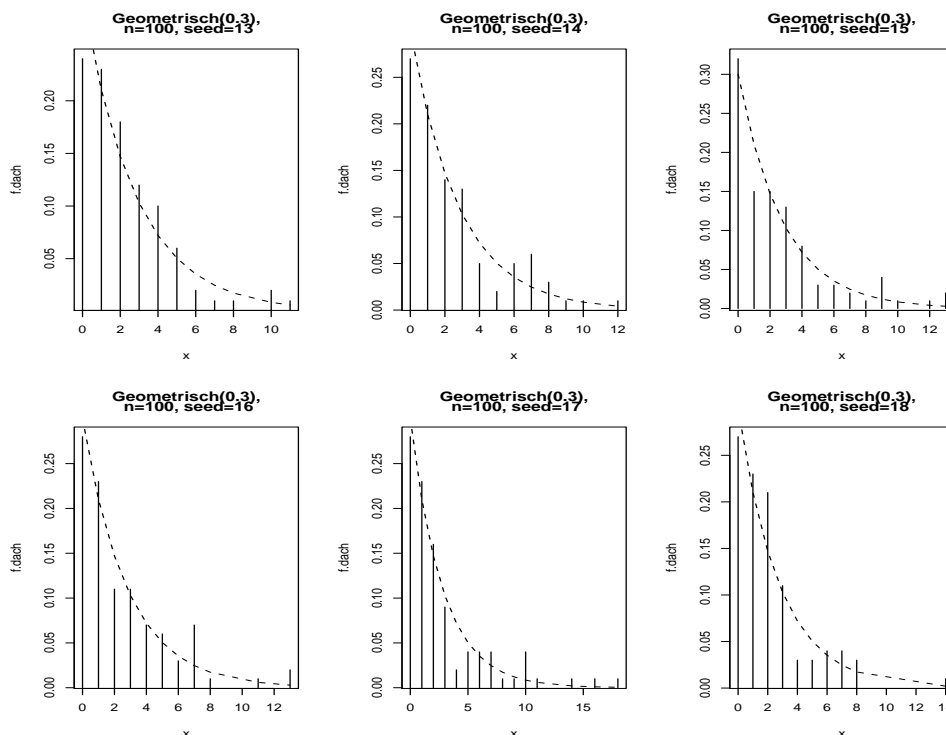 Geometrisch(0.3),
n=100, seed=13
f.dach
0.05 0.10 0.15 0.20
0 2 4 6 8 10
x
Geometrisch(0.3),
n=100, seed=14
f.dach
0.00 0.05 0.10 0.15 0.20 0.25
0 2 4 6 8 10 12
x
Geometrisch(0.3),
n=100, seed=15
f.dach
0.00 0.05 0.10 0.15 0.20 0.25 0.30
0 2 4 6 8 10 12
x
Geometrisch(0.3),
n=100, seed=16
f.dach
0.00 0.05 0.10 0.15 0.20 0.25
0 2 4 6 8 10 12
x
Geometrisch(0.3),
n=100, seed=17
f.dach
0.00 0.05 0.10 0.15 0.20 0.25
0 5 10 15
x
Geometrisch(0.3),
n=100, seed=18
f.dach
0.00 0.05 0.10 0.15 0.20 0.25
0 2 4 6 8 10 12
x